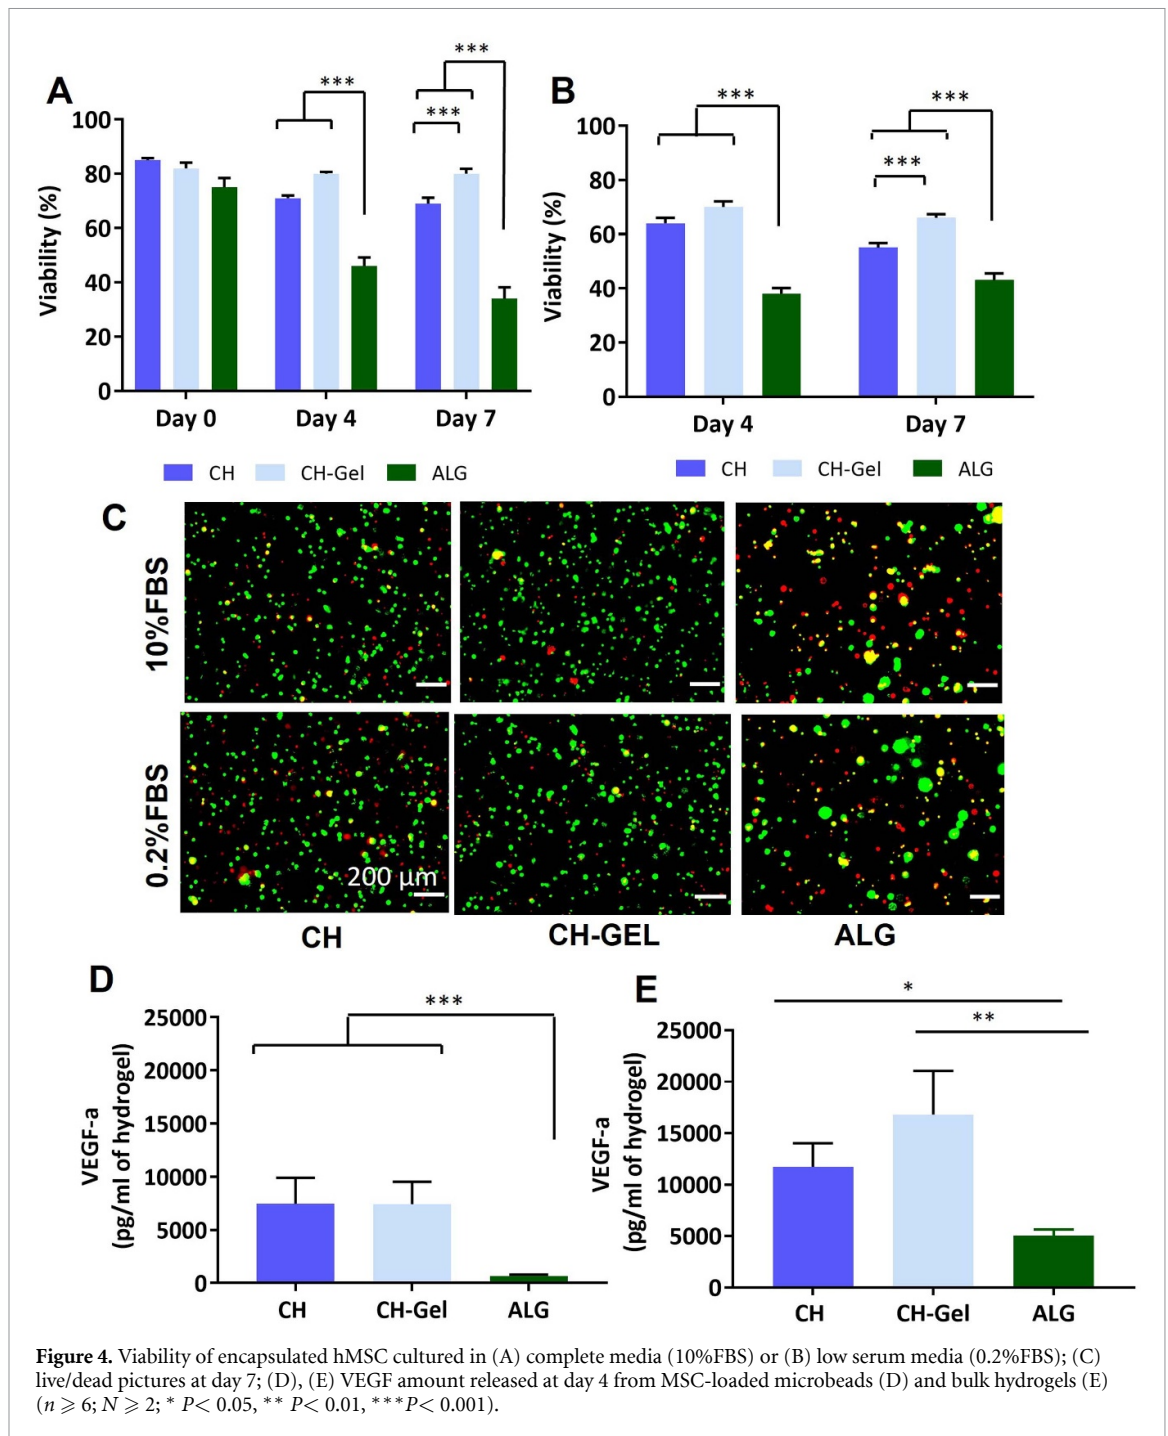 A
***
***
***
Viability (%)
100
80
60
40
20
0
Day 0
Day 4
Day 7
CH
CH-Gel
ALG
B
***
***
***
Viability (%)
100
80
60
40
20
0
Day 4
Day 7
CH
CH-Gel
ALG
C
10%FBS
0.2%FBS
200 µm
CH
CH-GEL
ALG
D
***
VEGF-a
(pg/ml of hydrogel)
25000
20000
15000
10000
5000
0
CH
CH-Gel
ALG
E
*
**
VEGF-a
(pg/ml of hydrogel)
25000
20000
15000
10000
5000
0
CH
CH-Gel
ALG
Figure 4. Viability of encapsulated hMSC cultured in (A) complete media (10%FBS) or (B) low serum media (0.2%FBS); (C)
live/dead pictures at day 7; (D), (E) VEGF amount released at day 4 from MSC-loaded microbeads (D) and bulk hydrogels (E)
(n ⩾ 6; N ⩾ 2; * P< 0.05, ** P< 0.01, ***P< 0.001).